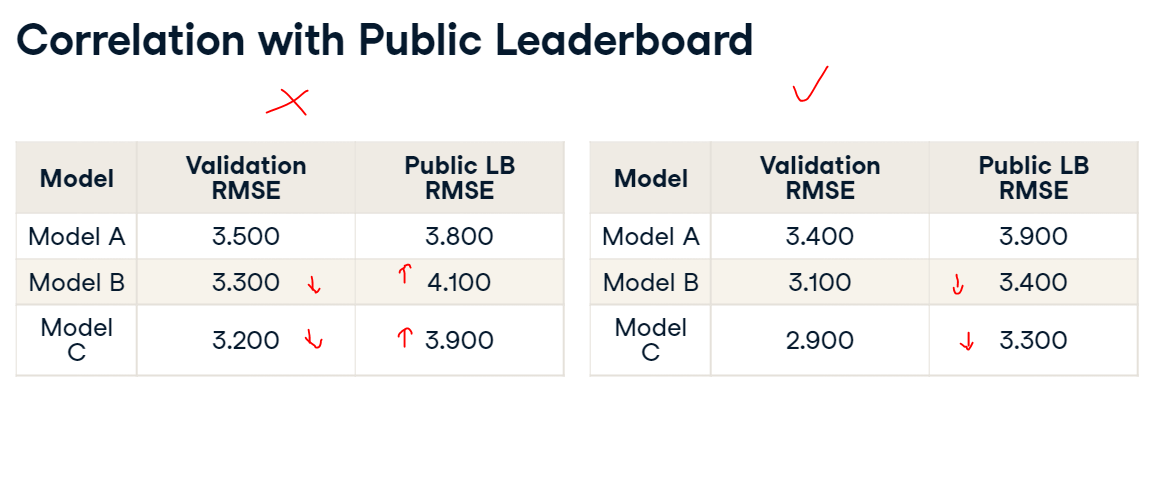 Correlation with Public Leaderboard
Model Validation RMSE Public LB RMSE
Model A 3.500 3.800
Model B 3.300 ↓ ↑ 4.100
Model C 3.200 ↓ ↑ 3.900
Model Validation RMSE Public LB RMSE
Model A 3.400 3.900
Model B 3.100 ↓ 3.400
Model C 2.900 ↓ 3.300